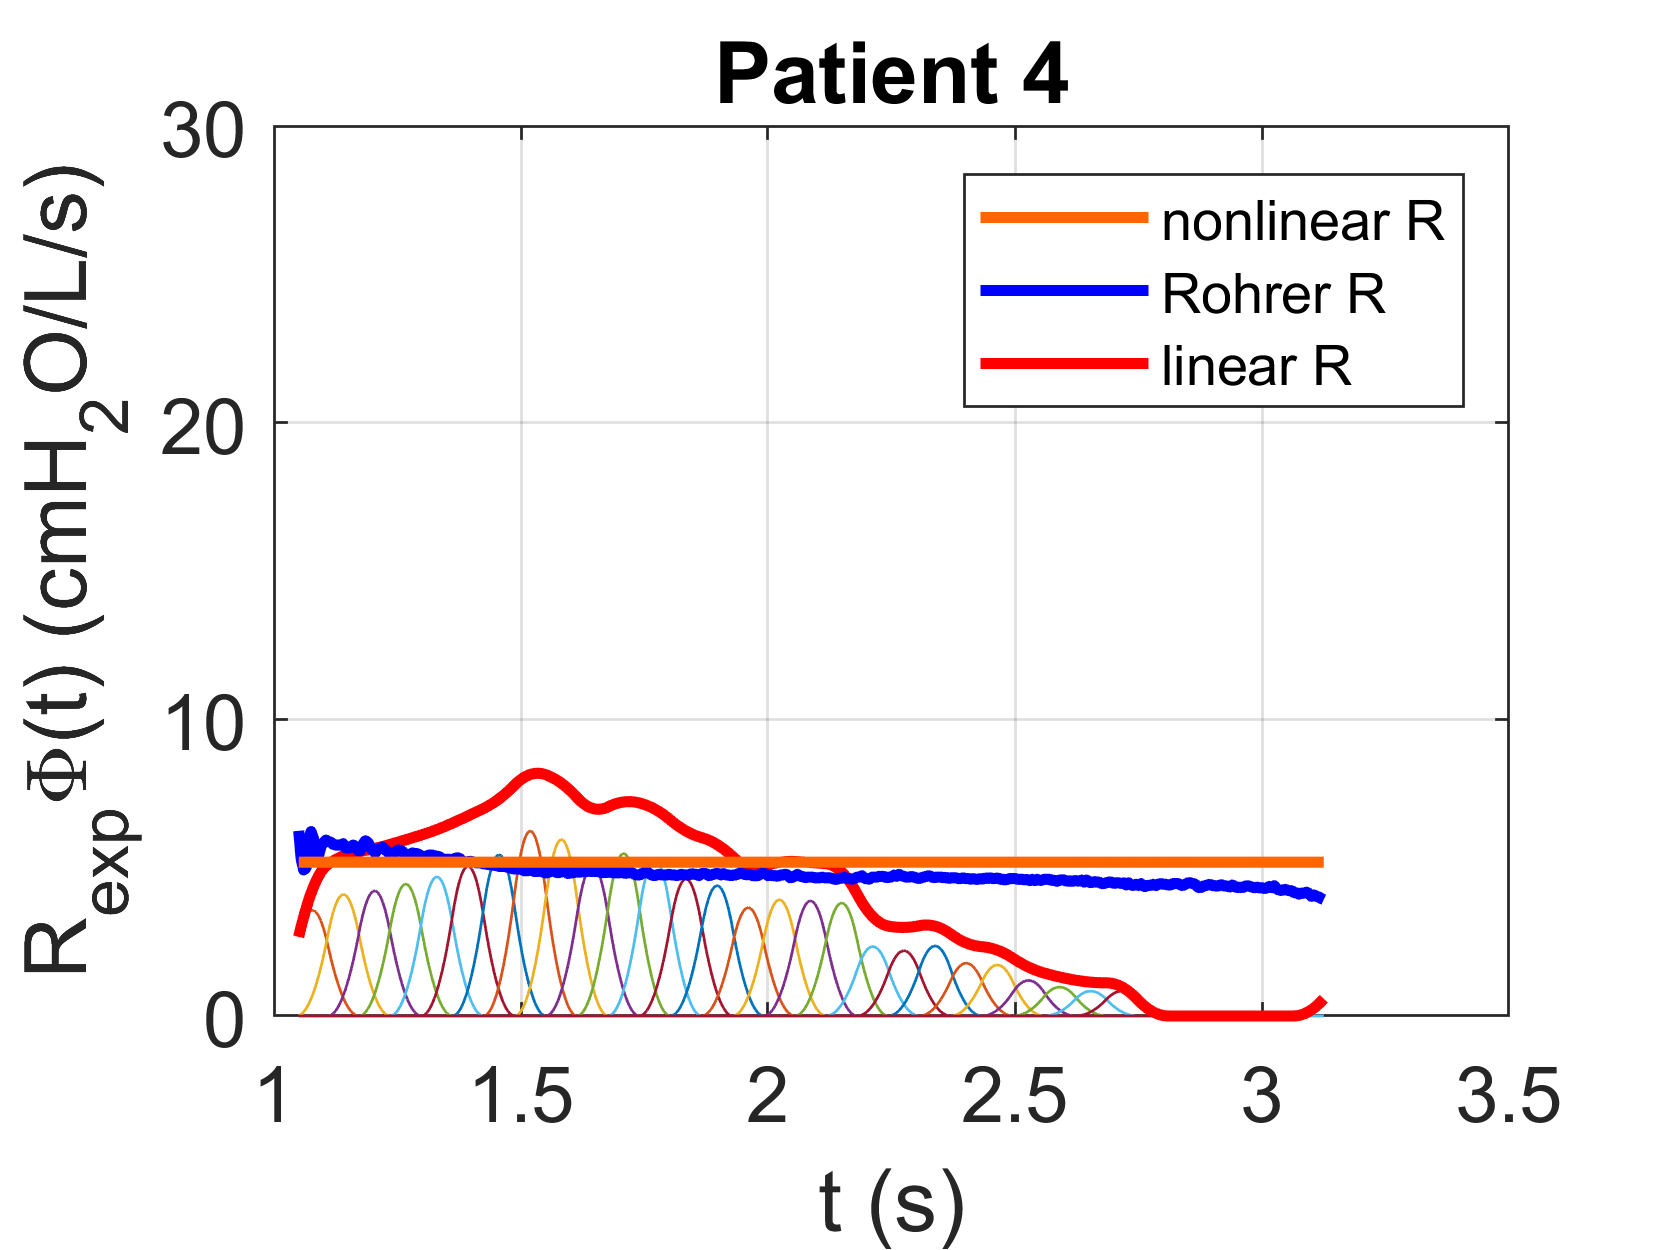 Patient 4
R_expΦ(t) (cmH_2O/L/s)
30
20
10
0
nonlinear R
Rohrer R
linear R
1 1.5 2 2.5 3 3.5
t (s)